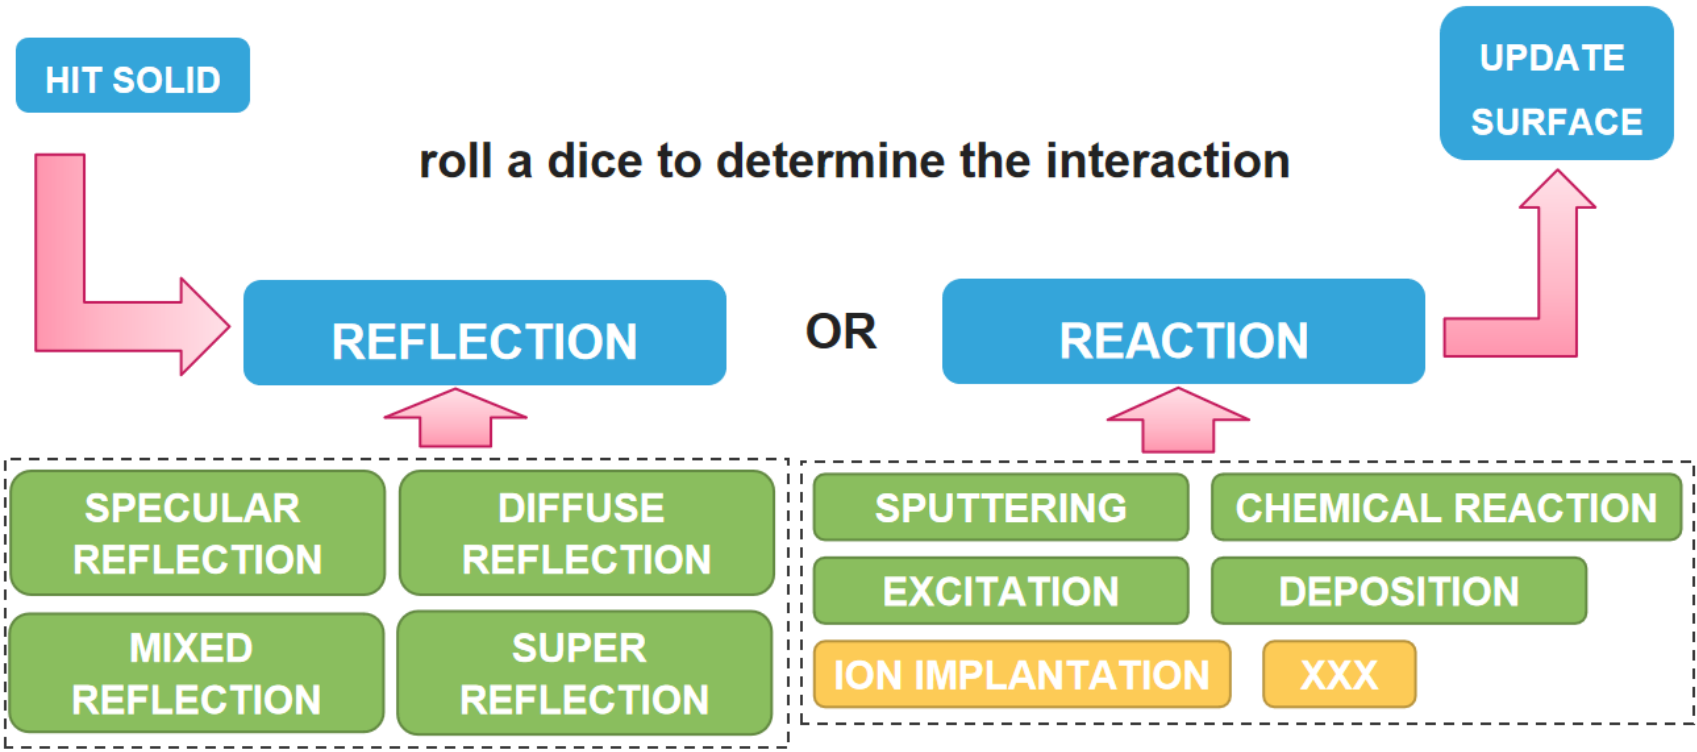 HIT SOLID
UPDATE
SURFACE
roll a dice to determine the interaction
REFLECTION
OR
REACTION
SPECULAR
REFLECTION
DIFFUSE
REFLECTION
MIXED
REFLECTION
SUPER
REFLECTION
SPUTTERING
CHEMICAL REACTION
EXCITATION
DEPOSITION
ION IMPLANTATION
XXX